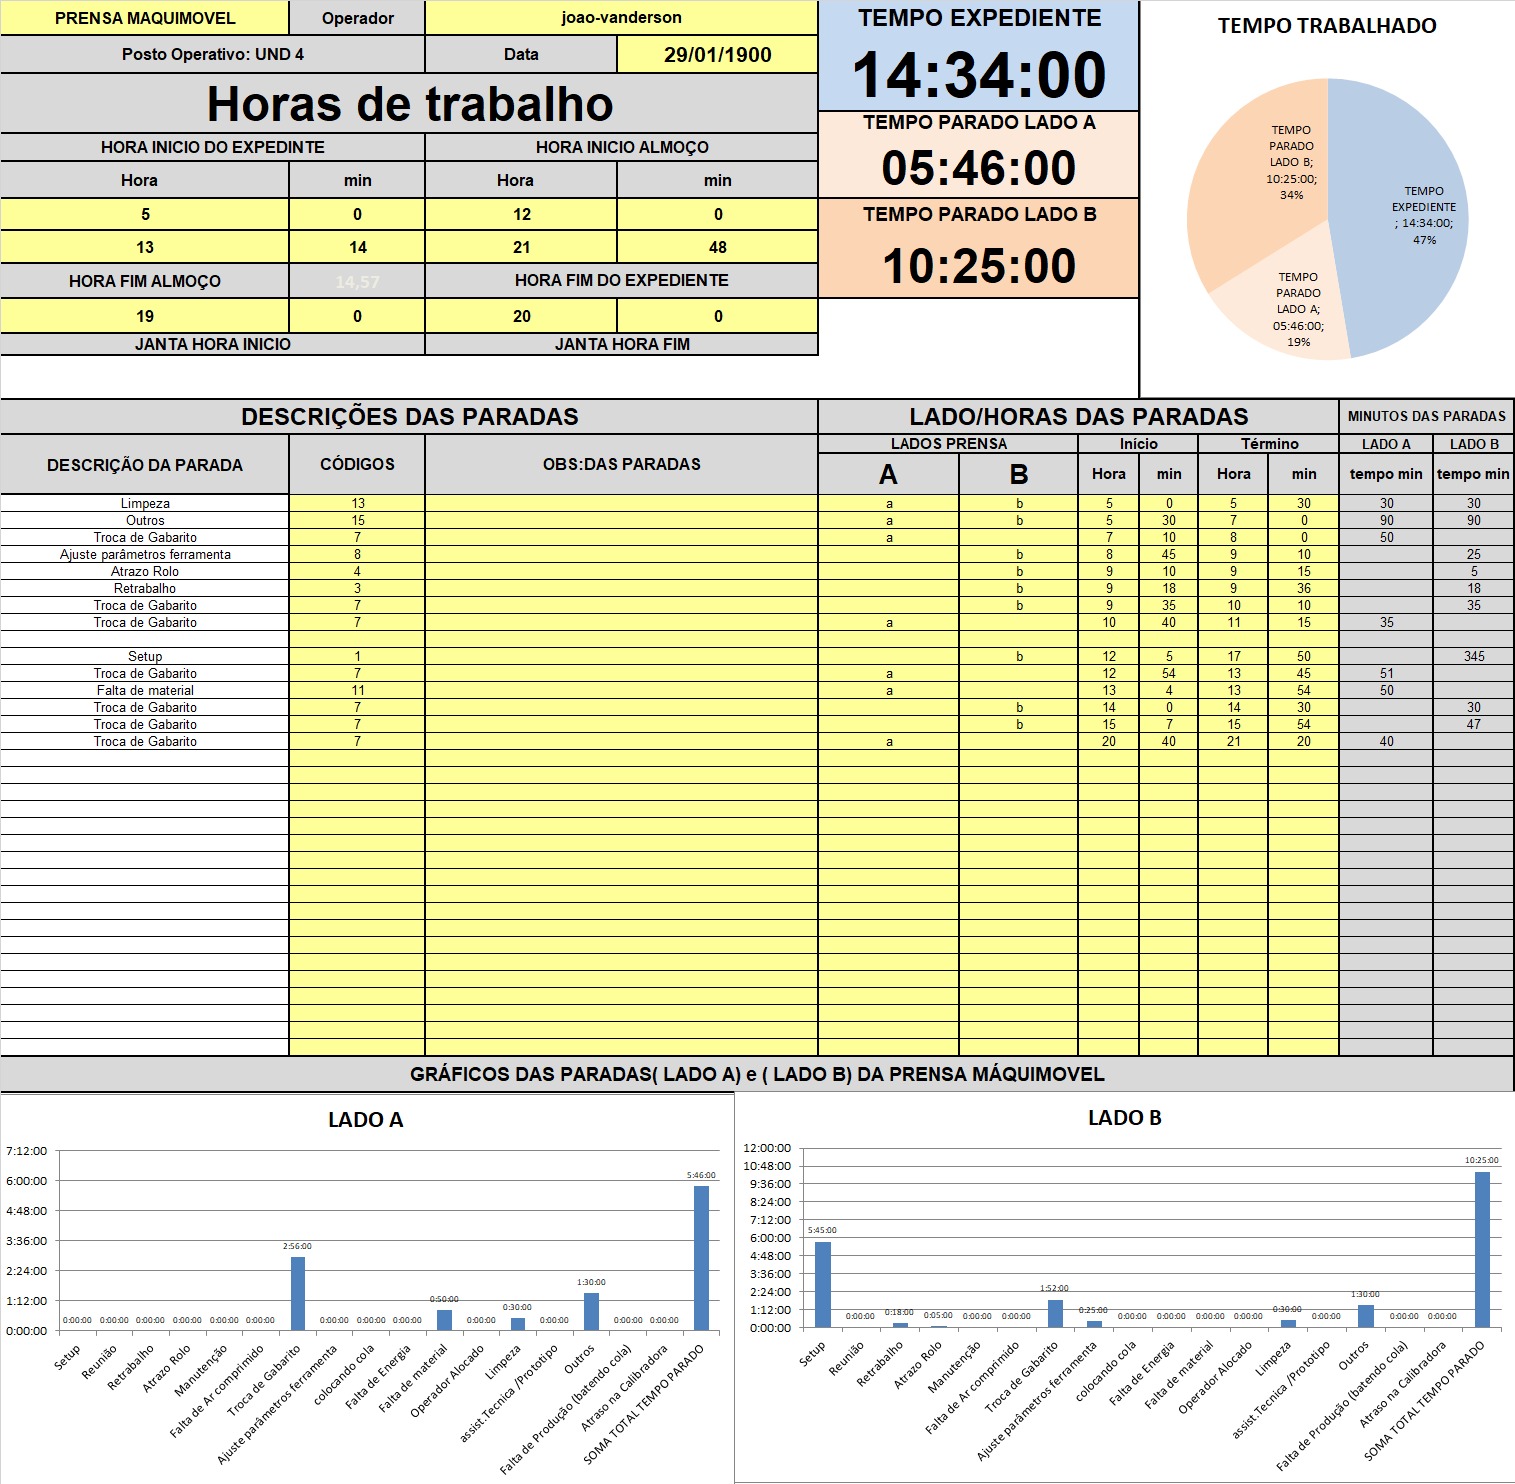 PRENSA MAQUIMOVEL Operador joao-vanderson
Posto Operativo: UND 4 Data 29/01/1900
Horas de trabalho
HORA INICIO DO EXPEDINTE HORA INICIO ALMOÇO
Hora min Hora min
5 0 12 0
13 14 21 48
HORA FIM ALMOÇO 14,57 HORA FIM DO EXPEDIENTE
19 0 20 0
JANTA HORA INICIO JANTA HORA FIM
TEMPO EXPEDIENTE
14:34:00
TEMPO PARADO LADO A
05:46:00
TEMPO PARADO LADO B
10:25:00
TEMPO TRABALHADO
TEMPO
PARADO
LADO B;
10:25:00;
34%
TEMPO
EXPEDIENTE
; 14:34:00;
47%
TEMPO
PARADO
LADO A;
05:46:00;
19%
DESCRIÇÕES DAS PARADAS LADO/HORAS DAS PARADAS MINUTOS DAS PARADAS
LADOS PRENSA Início Término LADO A LADO B
DESCRIÇÃO DA PARADA CÓDIGOS OBS:DAS PARADAS A B Hora min Hora min tempo min tempo min
Limpeza 13 a b 5 0 5 30 30 30
Outros 15 a b 5 30 7 0 90 90
Troca de Gabarito 7 a 7 10 8 0 50
Ajuste parâmetros ferramenta 8 b 8 45 9 10 25
Atrazo Rolo 4 b 9 10 9 15 5
Retrabalho 3 b 9 18 9 36 18
Troca de Gabarito 7 b 9 35 10 10 35
Troca de Gabarito 7 a 10 40 11 15 35
Setup 1 b 12 5 17 50 345
Troca de Gabarito 7 a 12 54 13 45 51
Falta de material 11 a 13 4 13 54 50
Troca de Gabarito 7 b 14 0 14 30 30
Troca de Gabarito 7 b 15 7 15 54 47
Troca de Gabarito 7 a 20 40 21 20 40
GRÁFICOS DAS PARADAS( LADO A) e ( LADO B) DA PRENSA MÁQUIMOVEL
LADO A
7:12:00
6:00:00
4:48:00
3:36:00
2:24:00
1:12:00
0:00:00
0:00:00 0:00:00 0:00:00 0:00:00 0:00:00 0:00:00 2:56:00 0:00:00 0:00:00 0:00:00 0:50:00 0:00:00 0:30:00 0:00:00 1:30:00 0:00:00 0:00:00 5:46:00
Setup
Reunião
Retrabalho
Atrazo Rolo
Manutenção
Falta de Ar comprimido
Troca de Gabarito
Ajuste parâmetros ferramenta
colocando cola
Falta de Energia
Falta de material
Operador Alocado
Limpeza
assist.Tecnica /Prototipo
Outros
Falta de Produção (batendo cola)
Atraso na Calibradora
SOMA TOTAL TEMPO PARADO
LADO B
12:00:00
10:48:00
9:36:00
8:24:00
7:12:00
6:00:00
4:48:00
3:36:00
2:24:00
1:12:00
0:00:00
5:45:00 0:00:00 0:18:00 0:05:00 0:00:00 0:00:00 1:52:00 0:25:00 0:00:00 0:00:00 0:00:00 0:00:00 0:30:00 0:00:00 1:30:00 0:00:00 0:00:00 10:25:00
Setup
Reunião
Retrabalho
Atrazo Rolo
Manutenção
Falta de Ar comprimido
Troca de Gabarito
Ajuste parâmetros ferramenta
colocando cola
Falta de Energia
Falta de material
Operador Alocado
Limpeza
assist.Tecnica /Prototipo
Outros
Falta de Produção (batendo cola)
Atraso na Calibradora
SOMA TOTAL TEMPO PARADO